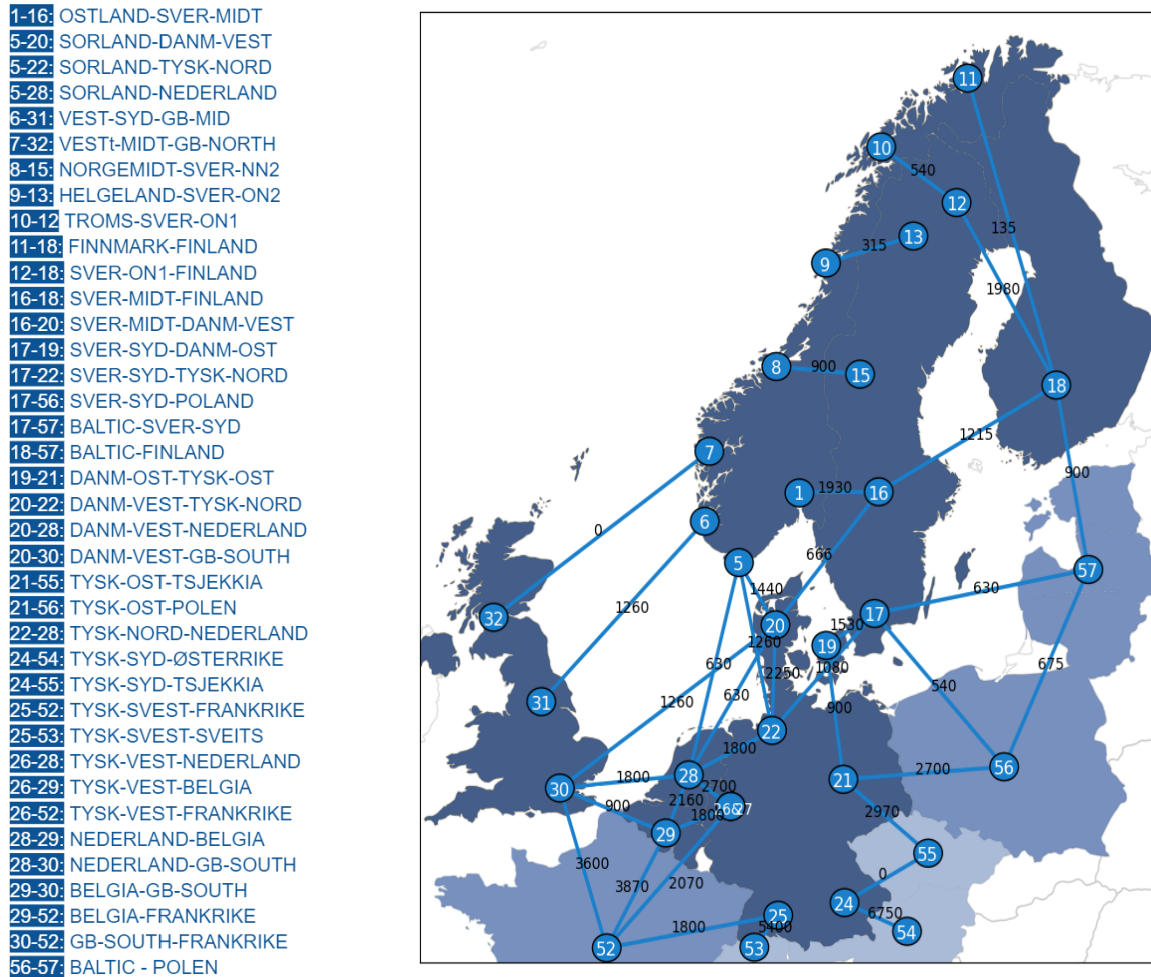 1-16: OSTLAND-SVER-MIDT
5-20: SORLAND-DANM-VEST
5-22: SORLAND-TYSK-NORD
5-28: SORLAND-NEDERLAND
6-31: VEST-SYD-GB-MID
7-32: VESTt-MIDT-GB-NORTH
8-15: NORGEMIDT-SVER-NN2
9-13: HELGELAND-SVER-ON2
10-12 TROMS-SVER-ON1
11-18: FINNMARK-FINLAND
12-18: SVER-ON1-FINLAND
16-18: SVER-MIDT-FINLAND
16-20: SVER-MIDT-DANM-VEST
17-19: SVER-SYD-DANM-OST
17-22: SVER-SYD-TYSK-NORD
17-56: SVER-SYD-POLAND
17-57: BALTIC-SVER-SYD
18-57: BALTIC-FINLAND
19-21: DANM-OST-TYSK-OST
20-22: DANM-VEST-TYSK-NORD
20-28: DANM-VEST-NEDERLAND
20-30: DANM-VEST-GB-SOUTH
21-55: TYSK-OST-TSJEKKIA
21-56: TYSK-OST-POLEN
22-28: TYSK-NORD-NEDERLAND
24-54: TYSK-SYD-ØSTERRIKE
24-55: TYSK-SYD-TSJEKKIA
25-52: TYSK-SVEST-FRANKRIKE
25-53: TYSK-SVEST-SVEITS
26-28: TYSK-VEST-NEDERLAND
26-29: TYSK-VEST-BELGIA
26-52: TYSK-VEST-FRANKRIKE
28-29: NEDERLAND-BELGIA
28-30: NEDERLAND-GB-SOUTH
29-30: BELGIA-GB-SOUTH
29-52: BELGIA-FRANKRIKE
30-52: GB-SOUTH-FRANKRIKE
56-57: BALTIC - POLEN
11
10
540
12
135
13
315
9
1980
8
900
15
18
1215
7
900
1
1930
16
6
0
666
5
57
1440
630
1260
17
32
20
1530
1260
19
630
1080
675
2250
630
540
1260
31
900
22
1800
56
28
1800
2700
21
2700
30
2160
900
1800
2970
29
55
3600
0
3870
2070
24
25
6750
1800
5400
54
52
53